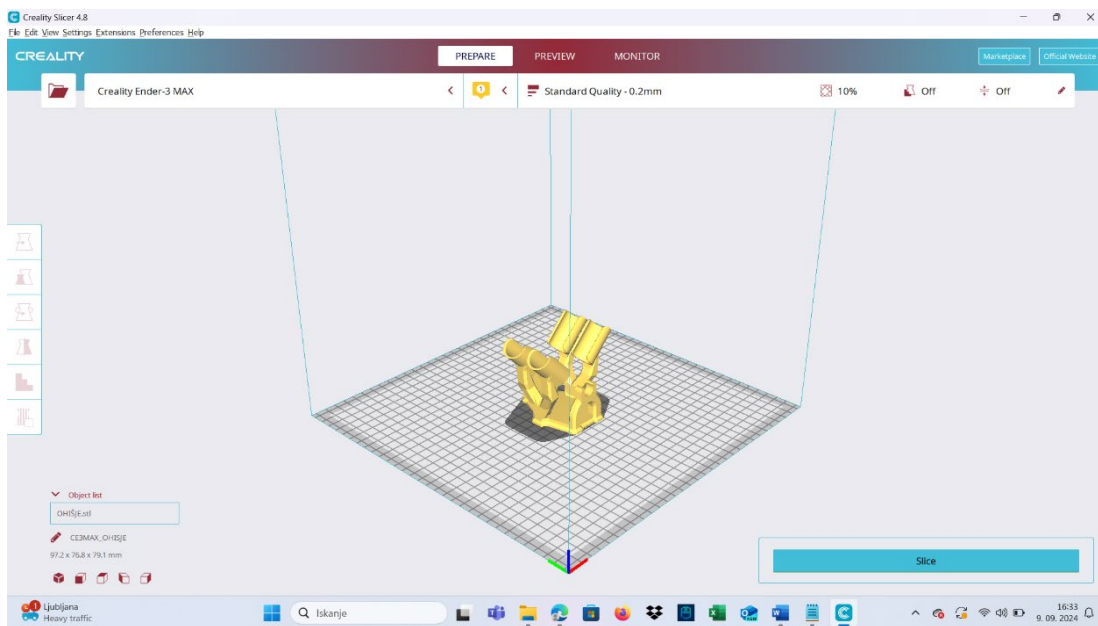 Creality Slicer 4.8
File Edit View Settings Extensions Preferences Help
CREALITY
PREPARE PREVIEW MONITOR
Marketplace Official Website
Creality Ender-3 MAX
1
Standard Quality - 0.2mm
10% Off Off
Object list
OHIŠJE.stl
CE3MAX_OHISJE
97.2 x 76.8 x 79.1 mm
Slice
1 Ljubljana
Heavy traffic
Iskanje
16:33
9. 09. 2024